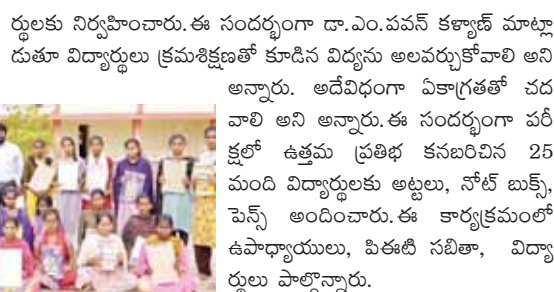 ర్థులకు నిర్వహించారు.ఈ సందర్భంగా డా.ఎం.పవన్ కళ్యాణ్ మాట్లా
డుతూ విద్యార్థులు క్రమశిక్షణతో కూడిన విద్యను అలవర్చుకోవాలి అని
అన్నారు. అదేవిధంగా ఏకాగ్రతతో చద
వాలి అని అన్నారు.ఈ సందర్భంగా పరీ
క్షలో ఉత్తమ ప్రతిభ కనబరిచిన 25
మంది విద్యార్థులకు అట్టలు, నోట్ బుక్స్,
పెన్స్ అందించారు.ఈ కార్యక్రమంలో
ఉపాధ్యాయులు, పిఈటి సబితా, విద్యా
ర్థులు పాల్గొన్నారు.